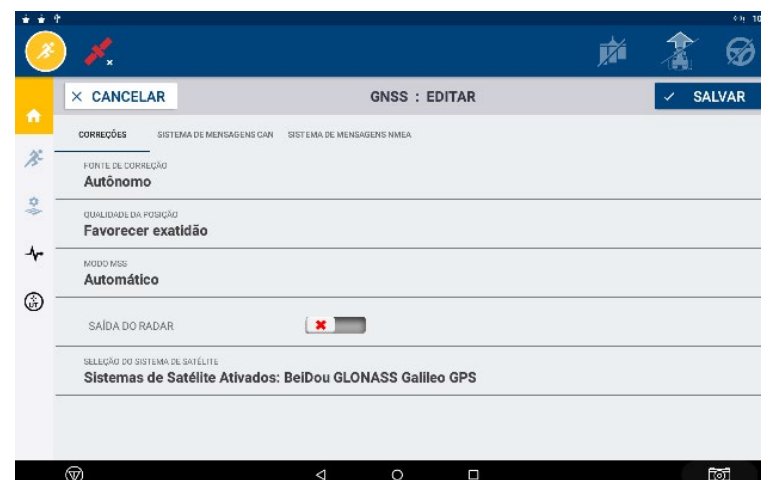 10
CANCELAR
GNSS : EDITAR
SALVAR
CORREÇÕES
SISTEMA DE MENSAGENS CAN
SISTEMA DE MENSAGENS NMEA
FONTE DE CORREÇÃO
Autônomo
QUALIDADE DA POSIÇÃO
Favorecer exatidão
MODO MSS
Automático
SAÍDA DO RADAR
SELEÇÃO DO SISTEMA DE SATÉLITE
Sistemas de Satélite Ativados: BeiDou GLONASS Galileo GPS